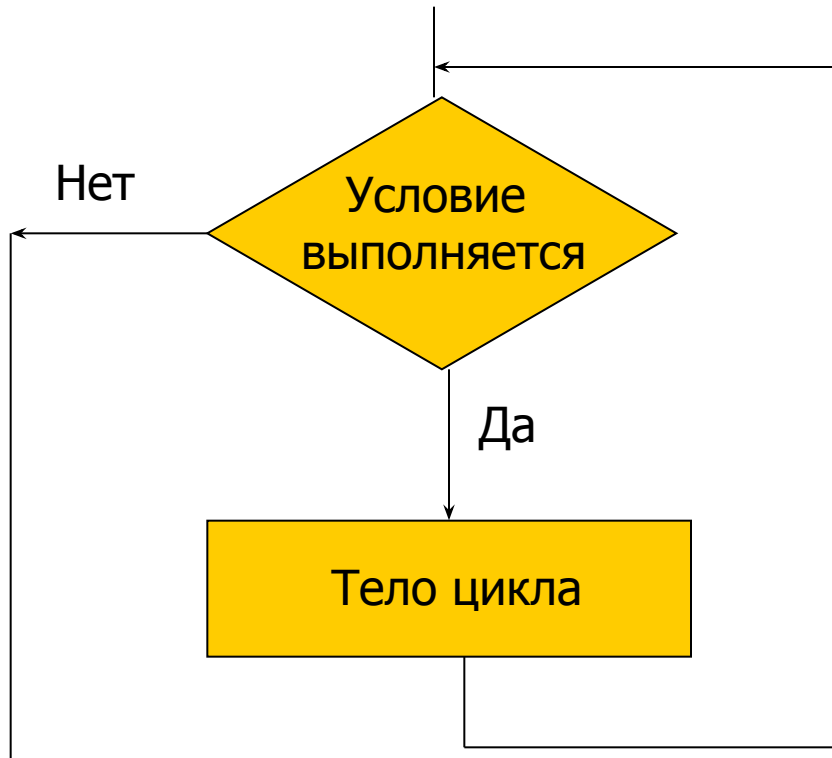 Нет
Условие
выполняется
Да
Тело цикла